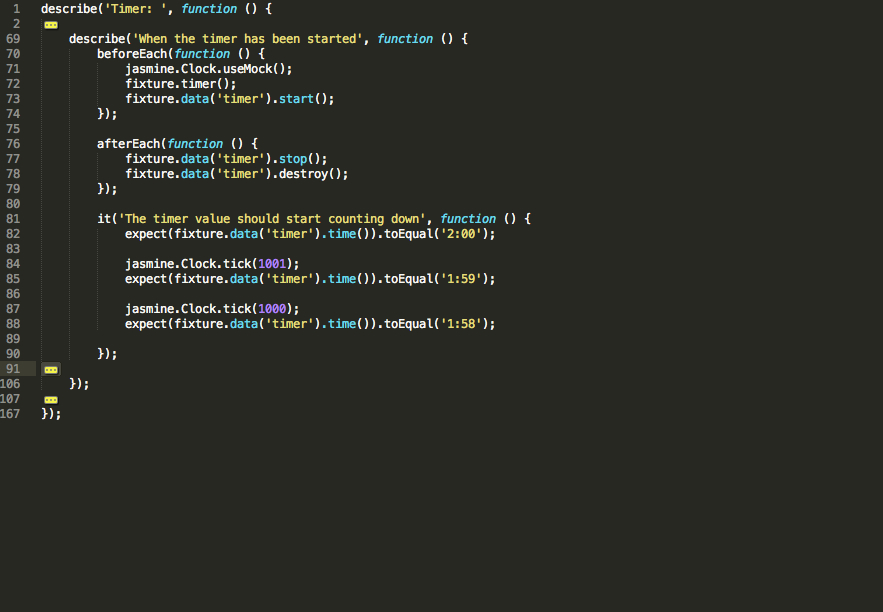 1 describe('Timer: ', function () {
2
69 describe('When the timer has been started', function () {
70 beforeEach(function () {
71 jasmine.Clock.useMock();
72 fixture.timer();
73 fixture.data('timer').start();
74 });
75
76 afterEach(function () {
77 fixture.data('timer').stop();
78 fixture.data('timer').destroy();
79 });
80
81 it('The timer value should start counting down', function () {
82 expect(fixture.data('timer').time()).toEqual('2:00');
83
84 jasmine.Clock.tick(1001);
85 expect(fixture.data('timer').time()).toEqual('1:59');
86
87 jasmine.Clock.tick(1000);
88 expect(fixture.data('timer').time()).toEqual('1:58');
89
90 });
91
106 });
107
167 });